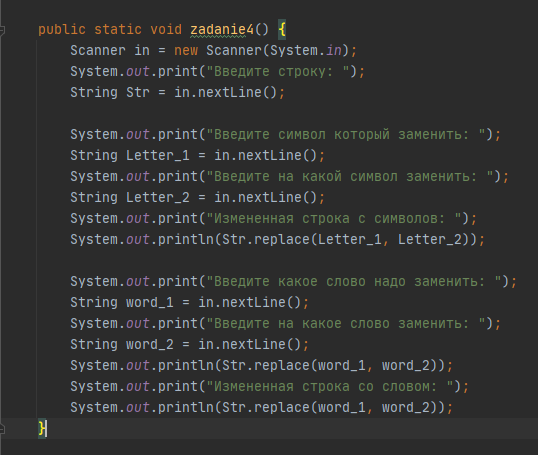 public static void zadanie4() {
Scanner in = new Scanner(System.in);
System.out.print("Введите строку: ");
String Str = in.nextLine();
System.out.print("Введите символ который заменить: ");
String Letter_1 = in.nextLine();
System.out.print("Введите на какой символ заменить: ");
String Letter_2 = in.nextLine();
System.out.print("Измененная строка с символов: ");
System.out.println(Str.replace(Letter_1, Letter_2));
System.out.print("Введите какое слово надо заменить: ");
String word_1 = in.nextLine();
System.out.print("Введите на какое слово заменить: ");
String word_2 = in.nextLine();
System.out.println(Str.replace(word_1, word_2));
System.out.print("Измененная строка со словом: ");
System.out.println(Str.replace(word_1, word_2));
}